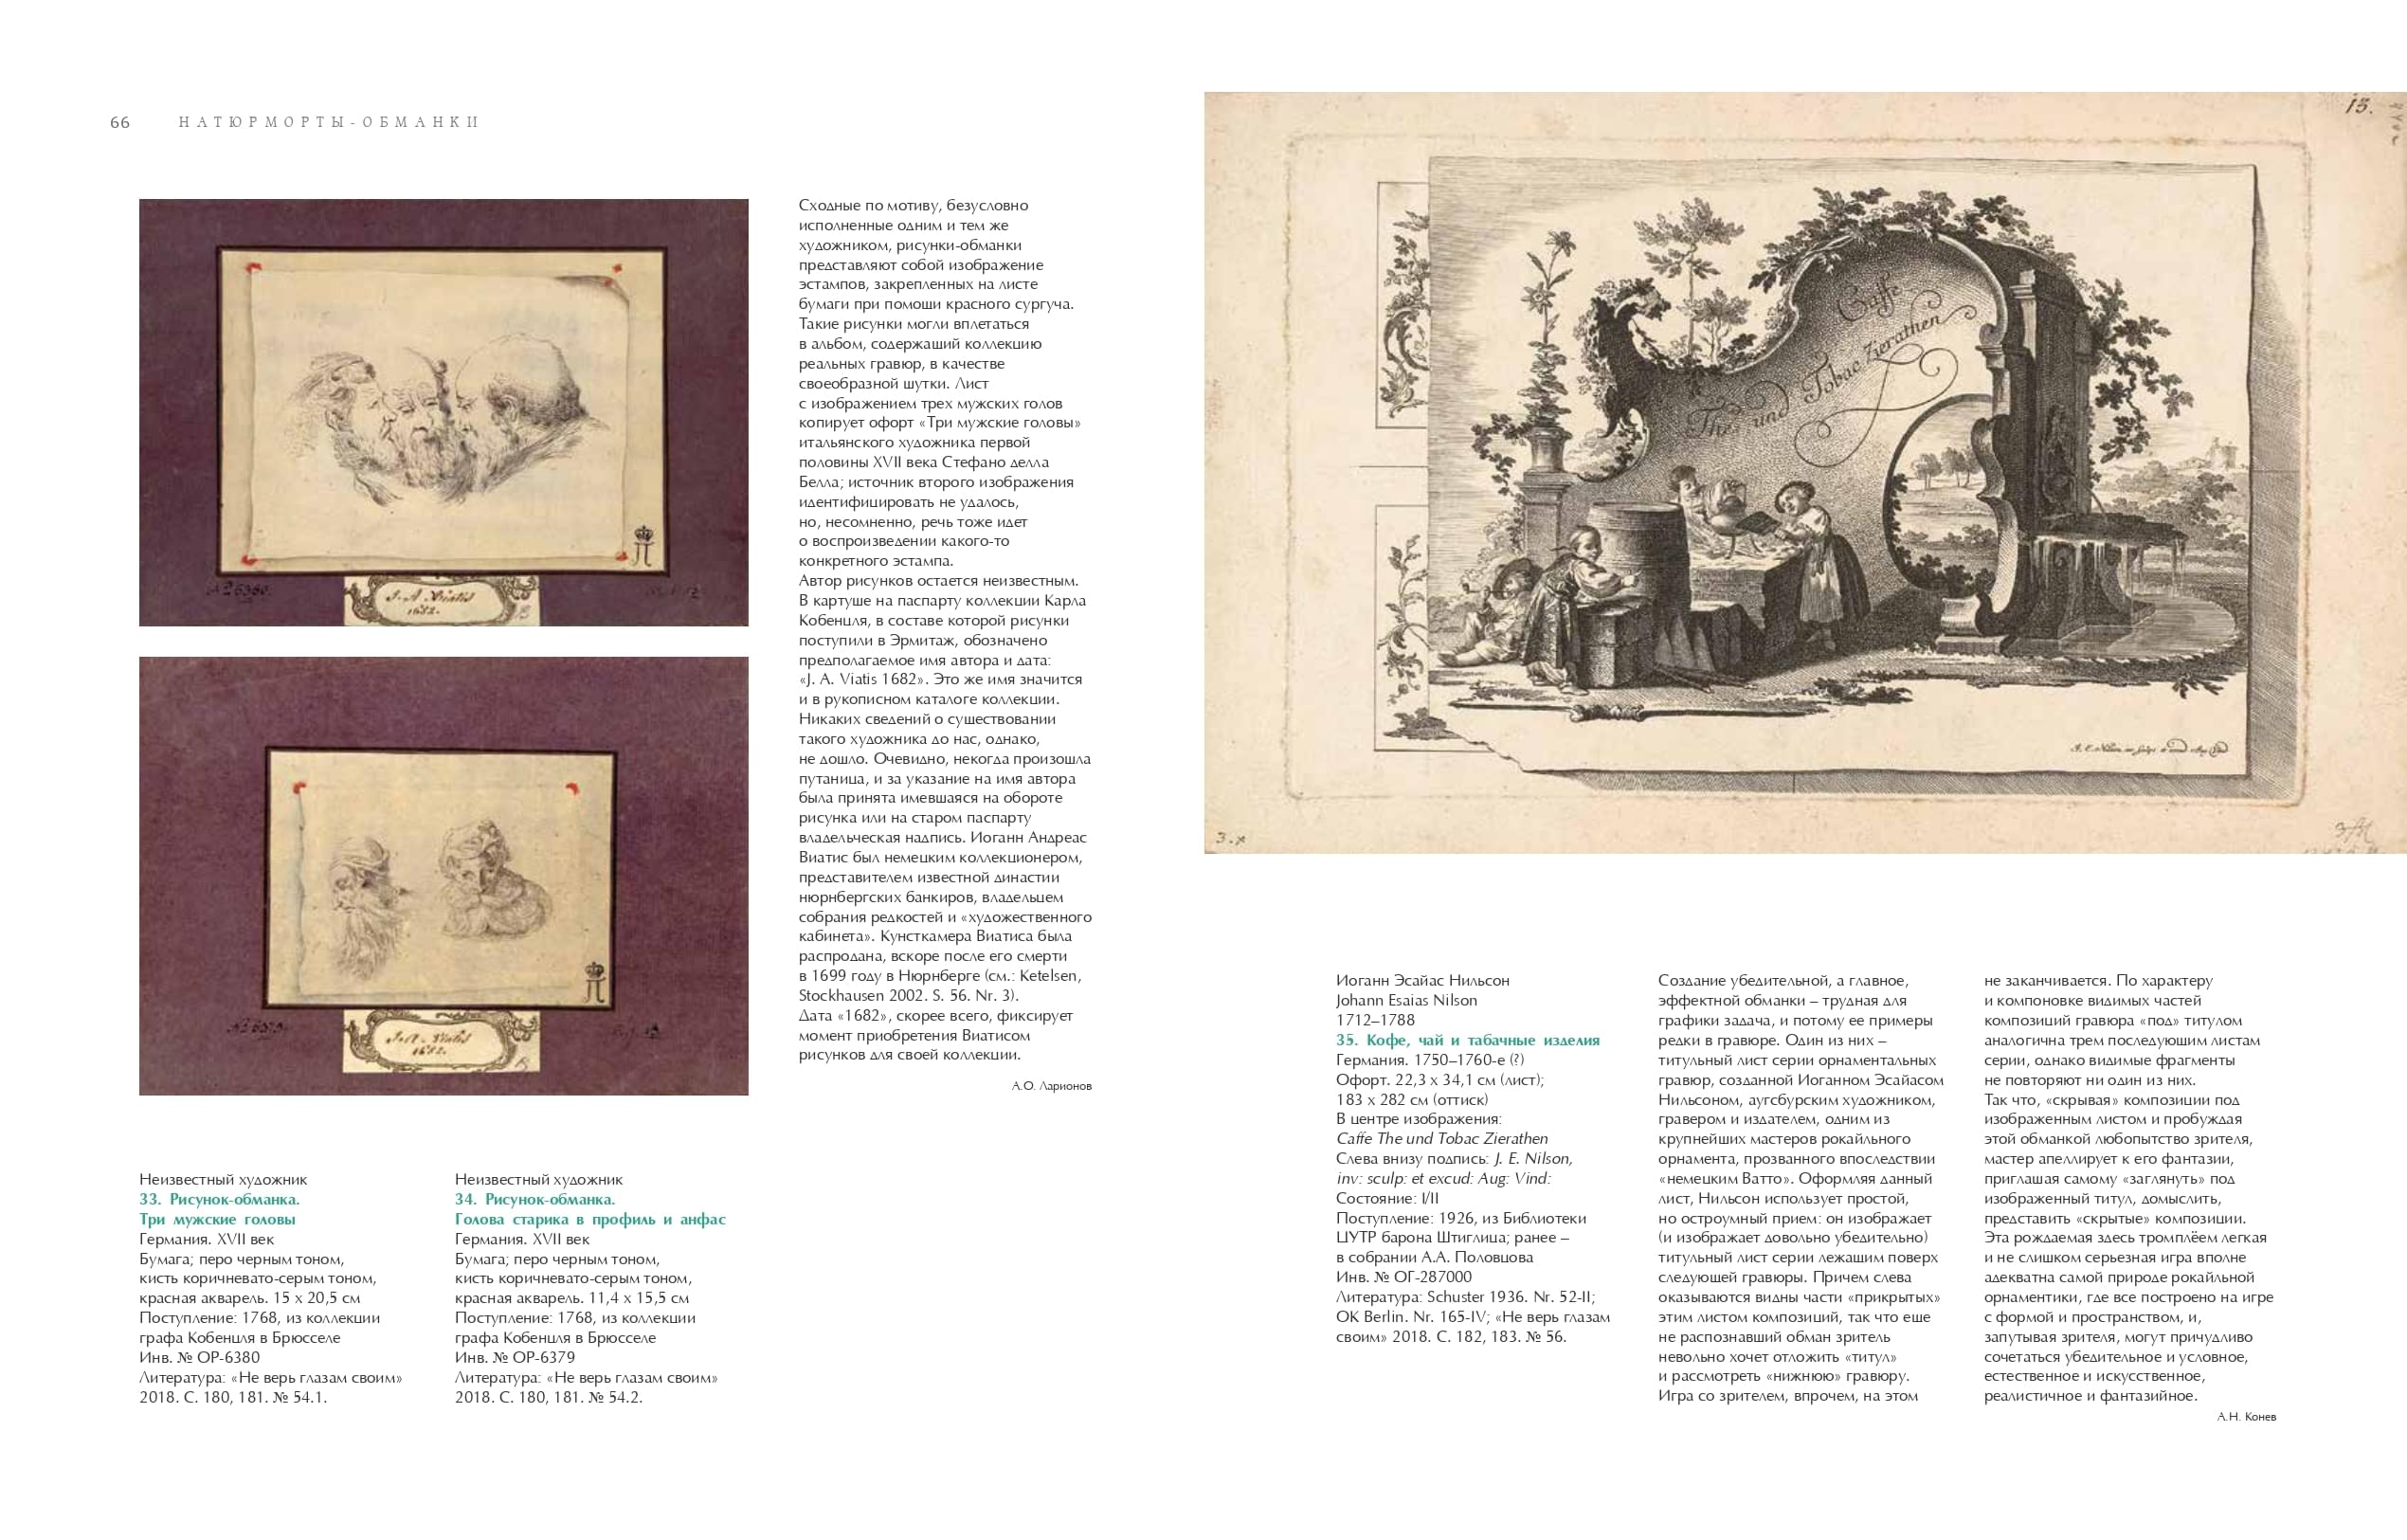 66
НАТЮРМОРТЫ-ОБМАНКИ
J. A. Viatis
1682.
J. A. Viatis
1682.
Сходные по мотиву, безусловно
исполненные одним и тем же
художником, рисунки-обманки
представляют собой изображение
эстампов, закрепленных на листе
бумаги при помощи красного сургуча.
Такие рисунки могли вплетаться
в альбом, содержащий коллекцию
реальных гравюр, в качестве
своеобразной шутки. Лист
с изображением трех мужских голов
копирует офорт «Три мужские головы»
итальянского художника первой
половины XVII века Стефано делла
Белла; источник второго изображения
идентифицировать не удалось,
но, несомненно, речь тоже идет
о воспроизведении какого-то
конкретного эстампа.
Автор рисунков остается неизвестным.
В картуше на паспарту коллекции Карла
Кобенцля, в составе которой рисунки
поступили в Эрмитаж, обозначено
предполагаемое имя автора и дата:
«J. A. Viatis 1682». Это же имя значится
и в рукописном каталоге коллекции.
Никаких сведений о существовании
такого художника до нас, однако,
не дошло. Очевидно, некогда произошла
путаница, и за указание на имя автора
была принята имевшаяся на обороте
рисунка или на старом паспарту
владельческая надпись. Иоганн Андреас
Виатис был немецким коллекционером,
представителем известной династии
нюрнбергских банкиров, владельцем
собрания редкостей и «художественного
кабинета». Кунсткамера Виатиса была
распродана, вскоре после его смерти
в 1699 году в Нюрнберге (см.: Ketelsen,
Stockhausen 2002. S. 56. Nr. 3).
Дата «1682», скорее всего, фиксирует
момент приобретения Виатисом
рисунков для своей коллекции.
А.О. Ларионов
Неизвестный художник
33. Рисунок-обманка.
Три мужские головы
Германия. XVII век
Бумага; перо черным тоном,
кисть коричневато-серым тоном,
красная акварель. 15 x 20,5 см
Поступление: 1768, из коллекции
графа Кобенцля в Брюсселе
Инв. № ОР-6380
Литература: «Не верь глазам своим»
2018. С. 180, 181. № 54.1.
Неизвестный художник
34. Рисунок-обманка.
Голова старика в профиль и анфас
Германия. XVII век
Бумага; перо черным тоном,
кисть коричневато-серым тоном,
красная акварель. 11,4 x 15,5 см
Поступление: 1768, из коллекции
графа Кобенцля в Брюсселе
Инв. № ОР-6379
Литература: «Не верь глазам своим»
2018. С. 180, 181. № 54.2.
13.
Caffe
The und Tobac Zierathen
3.x
Иоганн Эсайас Нильсон
Johann Esaias Nilson
1712–1788
35. Кофе, чай и табачные изделия
Германия. 1750–1760-е (?)
Офорт. 22,3 x 34,1 см (лист);
183 x 282 см (оттиск)
В центре изображения:
Caffe The und Tobac Zierathen
Слева внизу подпись: J. E. Nilson,
inv: sculp: et excud: Aug: Vind:
Состояние: I/II
Поступление: 1926, из Библиотеки
ЦУТР барона Штиглица; ранее –
в собрании А.А. Половцова
Инв. № ОГ-287000
Литература: Schuster 1936. Nr. 52-II;
OK Berlin. Nr. 165-IV; «Не верь глазам
своим» 2018. С. 182, 183. № 56.
Создание убедительной, а главное,
эффектной обманки – трудная для
графики задача, и потому ее примеры
редки в гравюре. Один из них –
титульный лист серии орнаментальных
гравюр, созданной Иоганном Эсайасом
Нильсоном, аугсбурским художником,
гравером и издателем, одним из
крупнейших мастеров рокайльного
орнамента, прозванного впоследствии
«немецким Ватто». Оформляя данный
лист, Нильсон использует простой,
но остроумный прием: он изображает
(и изображает довольно убедительно)
титульный лист серии лежащим поверх
следующей гравюры. Причем слева
оказываются видны части «прикрытых»
этим листом композиций, так что еще
не распознавший обман зритель
невольно хочет отложить «титул»
и рассмотреть «нижнюю» гравюру.
Игра со зрителем, впрочем, на этом
не заканчивается. По характеру
и компоновке видимых частей
композиций гравюра «под» титулом
аналогична трем последующим листам
серии, однако видимые фрагменты
не повторяют ни один из них.
Так что, «скрывая» композиции под
изображенным листом и пробуждая
этой обманкой любопытство зрителя,
мастер апеллирует к его фантазии,
приглашая самому «заглянуть» под
изображенный титул, домыслить,
представить «скрытые» композиции.
Эта рождаемая здесь тромплёем легкая
и не слишком серьезная игра вполне
адекватна самой природе рокайльной
орнаментики, где все построено на игре
с формой и пространством, и,
запутывая зрителя, могут причудливо
сочетаться убедительное и условное,
естественное и искусственное,
реалистичное и фантазийное.
А.Н. Конев